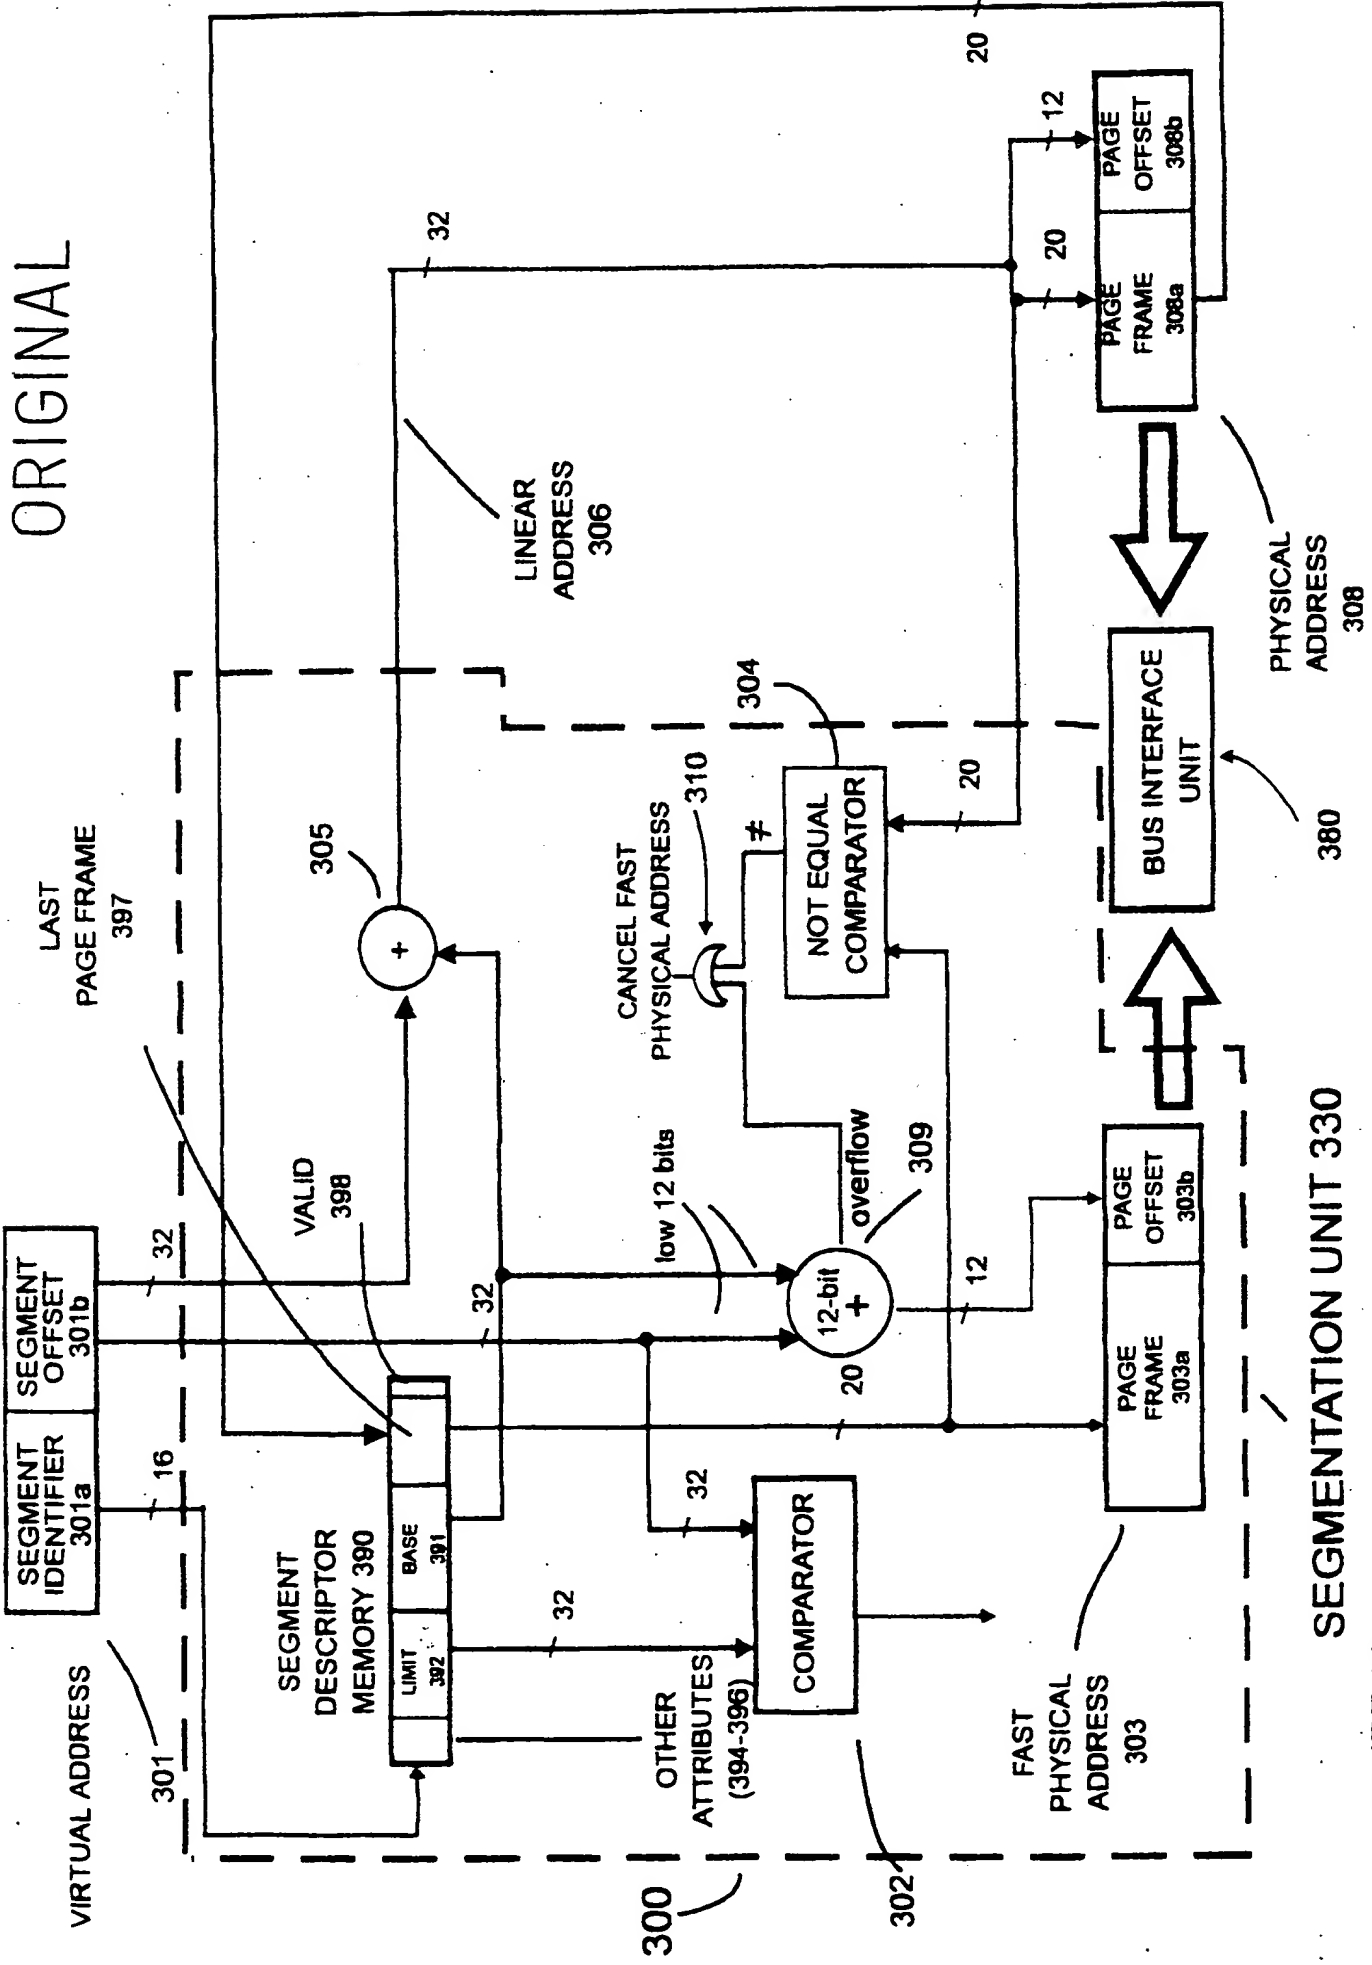 ORIGINAL
VIRTUAL ADDRESS
301
SEGMENT
IDENTIFIER
301a
SEGMENT
OFFSET
301b
16
32
LAST
PAGE FRAME
397
VALID
398
SEGMENT
DESCRIPTOR
MEMORY 390
LIMIT
392
BASE
391
32
305
+
32
LINEAR
ADDRESS
306
20
OTHER
ATTRIBUTES
(394-396)
32
32
low 12 bits
CANCEL FAST
PHYSICAL ADDRESS
310
304
≠
COMPARATOR
302
20
12-bit
+
overflow
309
NOT EQUAL
COMPARATOR
20
12
20
12
FAST
PHYSICAL
ADDRESS
303
PAGE
FRAME
303a
PAGE
OFFSET
303b
BUS INTERFACE
UNIT
380
PAGE
FRAME
308a
PAGE
OFFSET
308b
PHYSICAL
ADDRESS
308
300
SEGMENTATION UNIT 330